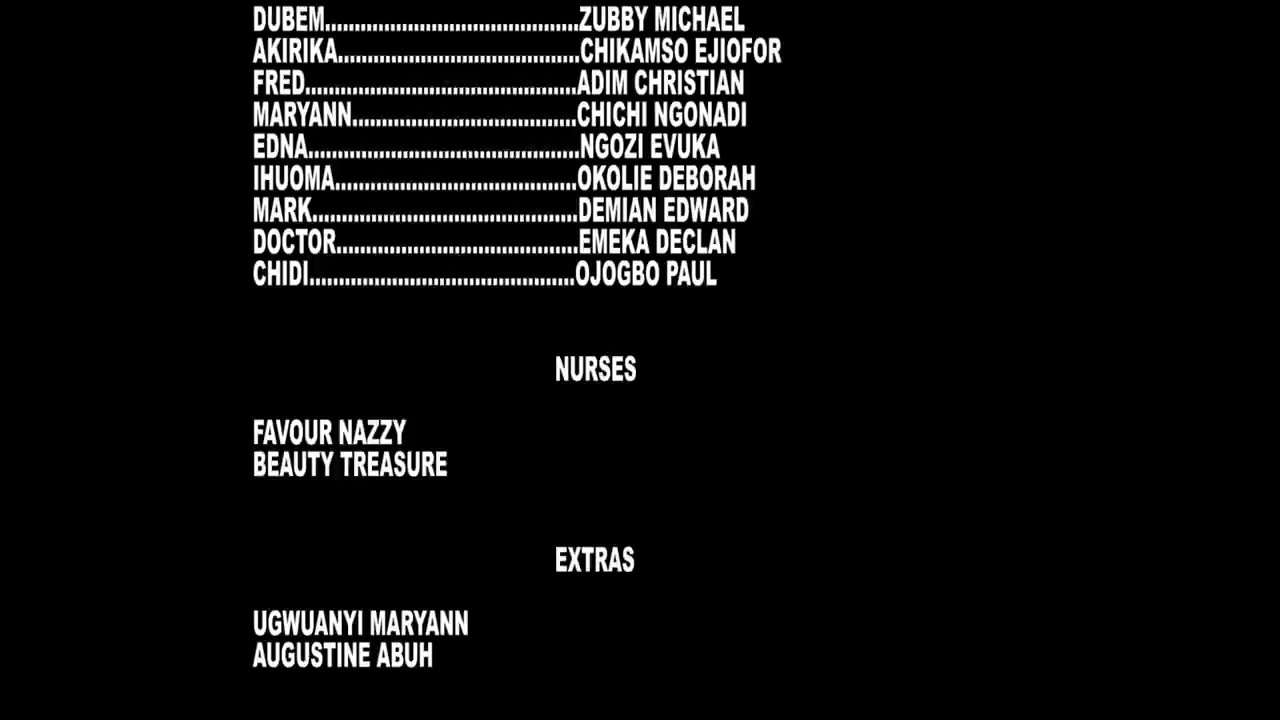 DUBEM...........................................ZUBBY MICHAEL
AKIRIKA.........................................CHIKAMSO EJIOFOR
FRED..............................................ADIM CHRISTIAN
MARYANN......................................CHICHI NGONADI
EDNA..............................................NGOZI EVUKA
IHUOMA.........................................OKOLIE DEBORAH
MARK.............................................DEMIAN EDWARD
DOCTOR.........................................EMEKA DECLAN
CHIDI.............................................OJOGBO PAUL
NURSES
FAVOUR NAZZY
BEAUTY TREASURE
EXTRAS
UGWUANYI MARYANN
AUGUSTINE ABUH